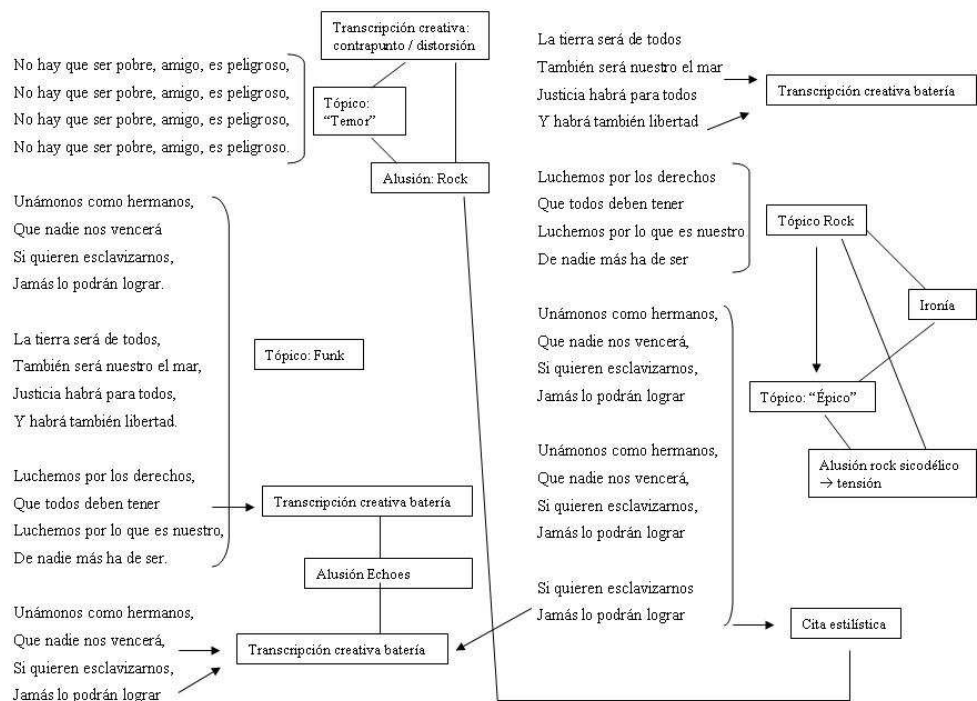 Transcripción creativa:
contrapunto / distorsión
No hay que ser pobre, amigo, es peligroso,
No hay que ser pobre, amigo, es peligroso,
No hay que ser pobre, amigo, es peligroso,
No hay que ser pobre, amigo, es peligroso.
Tópico:
“Temor”
Alusión: Rock
Unámonos como hermanos,
Que nadie nos vencerá
Si quieren esclavizarnos,
Jamás lo podrán lograr.
La tierra será de todos,
También será nuestro el mar,
Justicia habrá para todos,
Y habrá también libertad.
Tópico: Funk
Luchemos por los derechos,
Que todos deben tener
Luchemos por lo que es nuestro,
De nadie más ha de ser.
Transcripción creativa batería
Alusión Echoes
Unámonos como hermanos,
Que nadie nos vencerá,
Si quieren esclavizarnos,
Jamás lo podrán lograr
Transcripción creativa batería
La tierra será de todos
También será nuestro el mar
Justicia habrá para todos
Y habrá también libertad
Transcripción creativa batería
Luchemos por los derechos
Que todos deben tener
Luchemos por lo que es nuestro
De nadie más ha de ser
Tópico Rock
Ironía
Unámonos como hermanos,
Que nadie nos vencerá,
Si quieren esclavizarnos,
Jamás lo podrán lograr
Tópico: “Épico”
Unámonos como hermanos,
Que nadie nos vencerá,
Si quieren esclavizarnos,
Jamás lo podrán lograr
Alusión rock sicodélico
→ tensión
Si quieren esclavizarnos
Jamás lo podrán lograr
Cita estilística